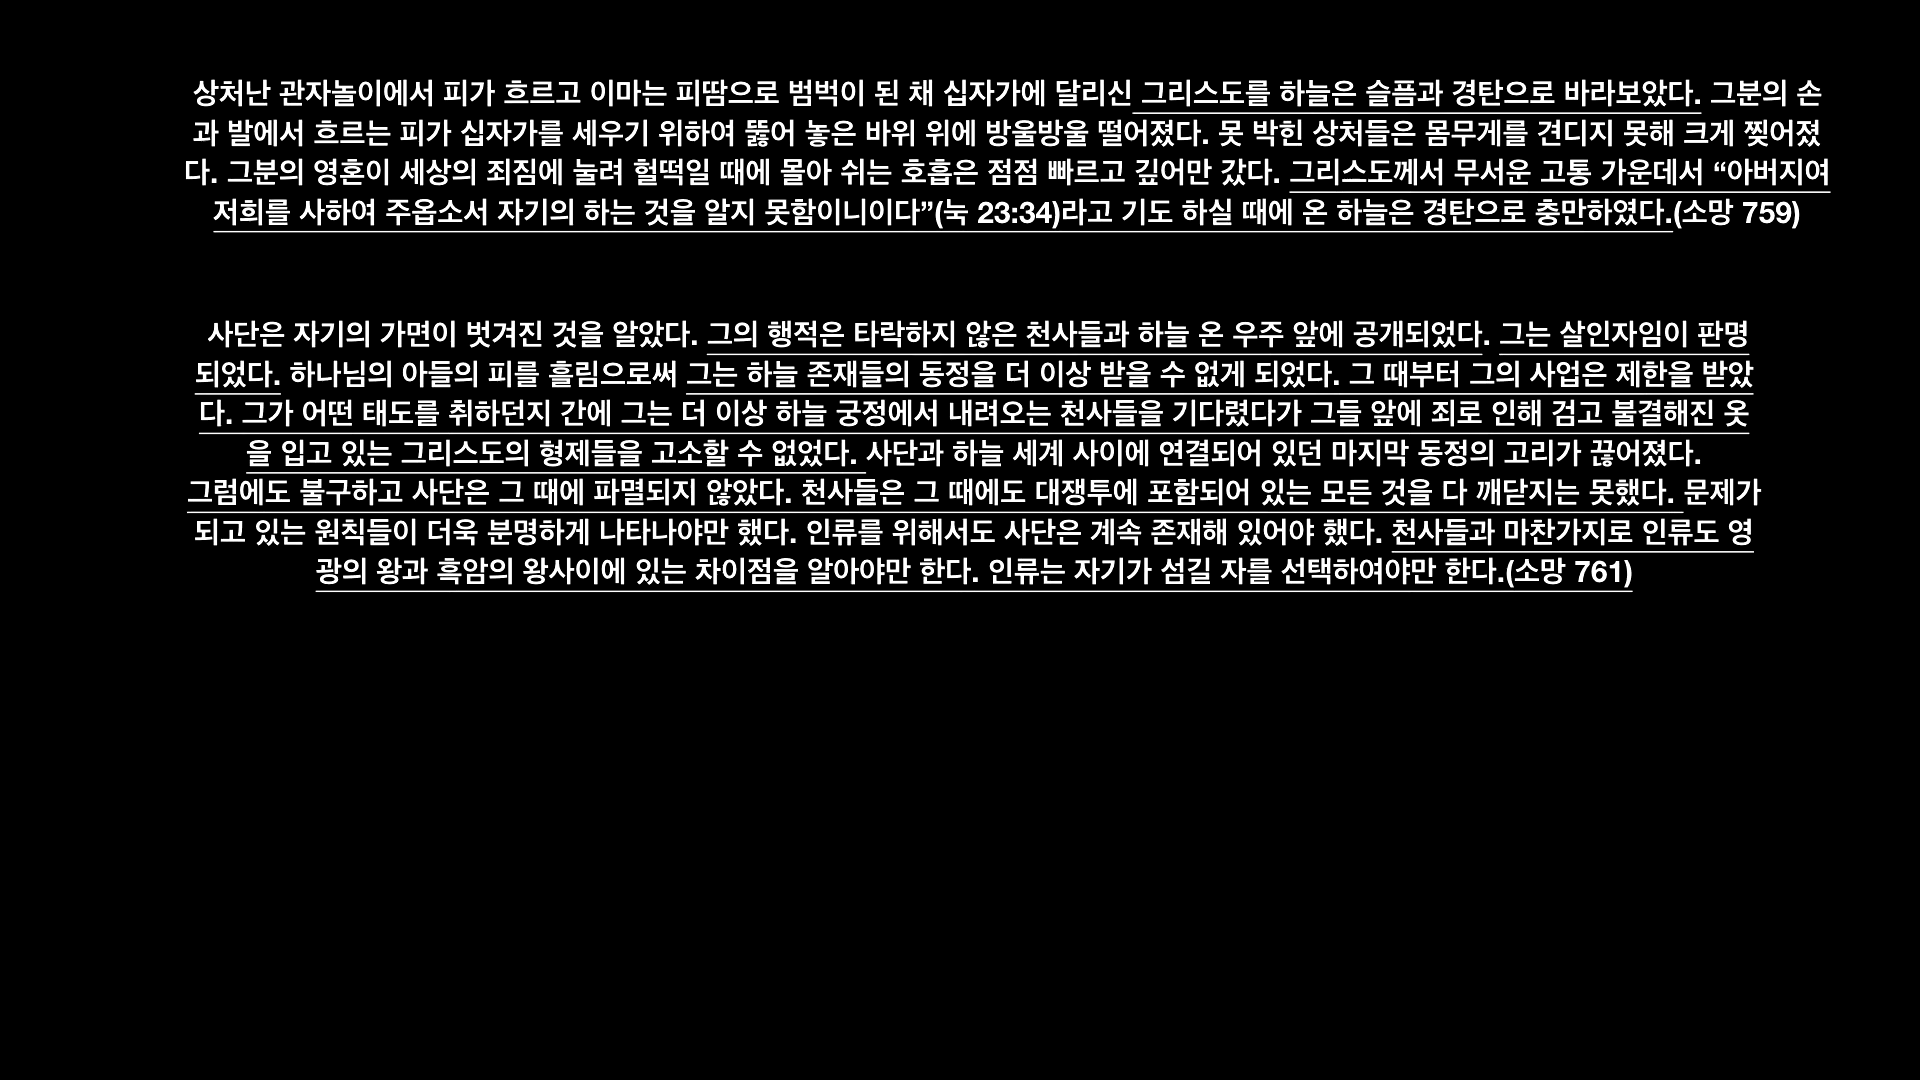 상처난 관자놀이에서 피가 흐르고 이마는 피땀으로 범벅이 된 채 십자가에 달리신 그리스도를 하늘은 슬픔과 경탄으로 바라보았다. 그분의 손
과 발에서 흐르는 피가 십자가를 세우기 위하여 뚫어 놓은 바위 위에 방울방울 떨어졌다. 못 박힌 상처들은 몸무게를 견디지 못해 크게 찢어졌
다. 그분의 영혼이 세상의 죄짐에 눌려 헐떡일 때에 몰아 쉬는 호흡은 점점 빠르고 깊어만 갔다. 그리스도께서 무서운 고통 가운데서 “아버지여
저희를 사하여 주옵소서 자기의 하는 것을 알지 못함이니이다”(눅 23:34)라고 기도 하실 때에 온 하늘은 경탄으로 충만하였다.(소망 759)
사단은 자기의 가면이 벗겨진 것을 알았다. 그의 행적은 타락하지 않은 천사들과 하늘 온 우주 앞에 공개되었다. 그는 살인자임이 판명
되었다. 하나님의 아들의 피를 흘림으로써 그는 하늘 존재들의 동정을 더 이상 받을 수 없게 되었다. 그 때부터 그의 사업은 제한을 받았
다. 그가 어떤 태도를 취하던지 간에 그는 더 이상 하늘 궁정에서 내려오는 천사들을 기다렸다가 그들 앞에 죄로 인해 검고 불결해진 옷
을 입고 있는 그리스도의 형제들을 고소할 수 없었다. 사단과 하늘 세계 사이에 연결되어 있던 마지막 동정의 고리가 끊어졌다.
그럼에도 불구하고 사단은 그 때에 파멸되지 않았다. 천사들은 그 때에도 대쟁투에 포함되어 있는 모든 것을 다 깨닫지는 못했다. 문제가
되고 있는 원칙들이 더욱 분명하게 나타나야만 했다. 인류를 위해서도 사단은 계속 존재해 있어야 했다. 천사들과 마찬가지로 인류도 영
광의 왕과 흑암의 왕사이에 있는 차이점을 알아야만 한다. 인류는 자기가 섬길 자를 선택하여야만 한다.(소망 761)